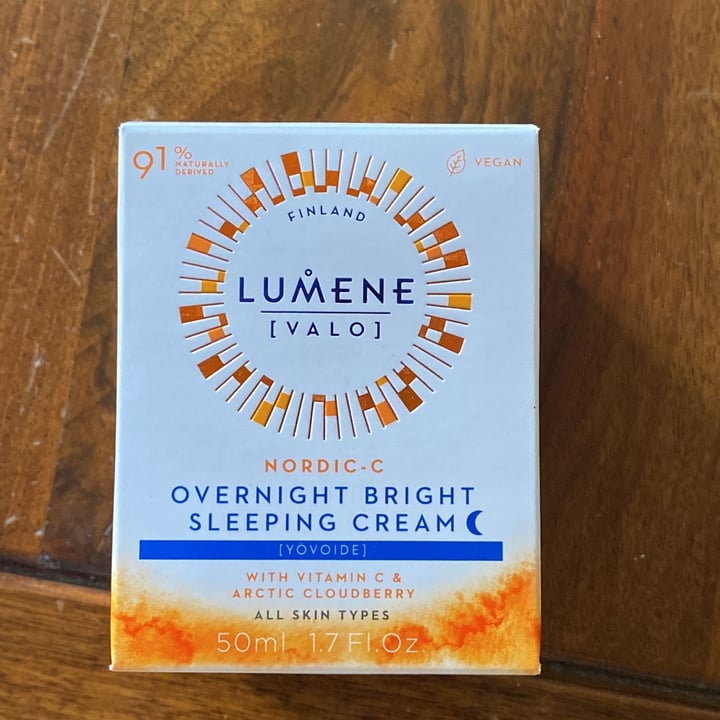 91%
NATURALLY
DERIVED
VEGAN
FINLAND
LUMENE
[VALO]
NORDIC-C
OVERNIGHT BRIGHT
SLEEPING CREAM
[YÖVOIDE]
WITH VITAMIN C &
ARCTIC CLOUDBERRY
ALL SKIN TYPES
50ml 1.7 Fl.Oz.